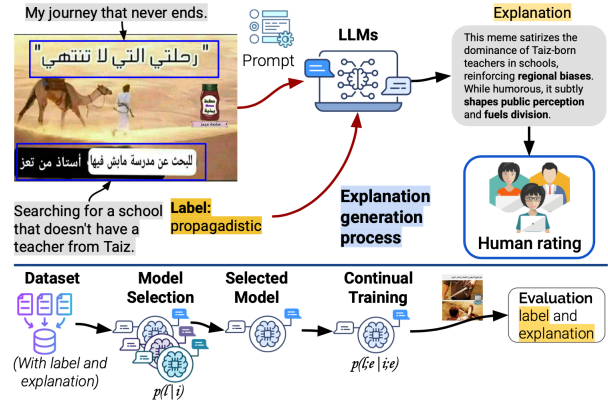 My journey that never ends.
"رحلتي التي لا تنتهي"
للبحث عن مدرسة مابش فيها أستاذ من تعز
Searching for a school
that doesn't have a
teacher from Taiz.
Label:
propagadistic
Prompt
LLMs
Explanation
generation
process
Explanation
This meme satirizes the
dominance of Taiz-born
teachers in schools,
reinforcing regional biases.
While humorous, it subtly
shapes public perception
and fuels division.
Human rating
Dataset
(With label and
explanation)
Model
Selection
p(l | i)
Selected
Model
Continual
Training
p(l;e | i;e)
Evaluation
label and
explanation